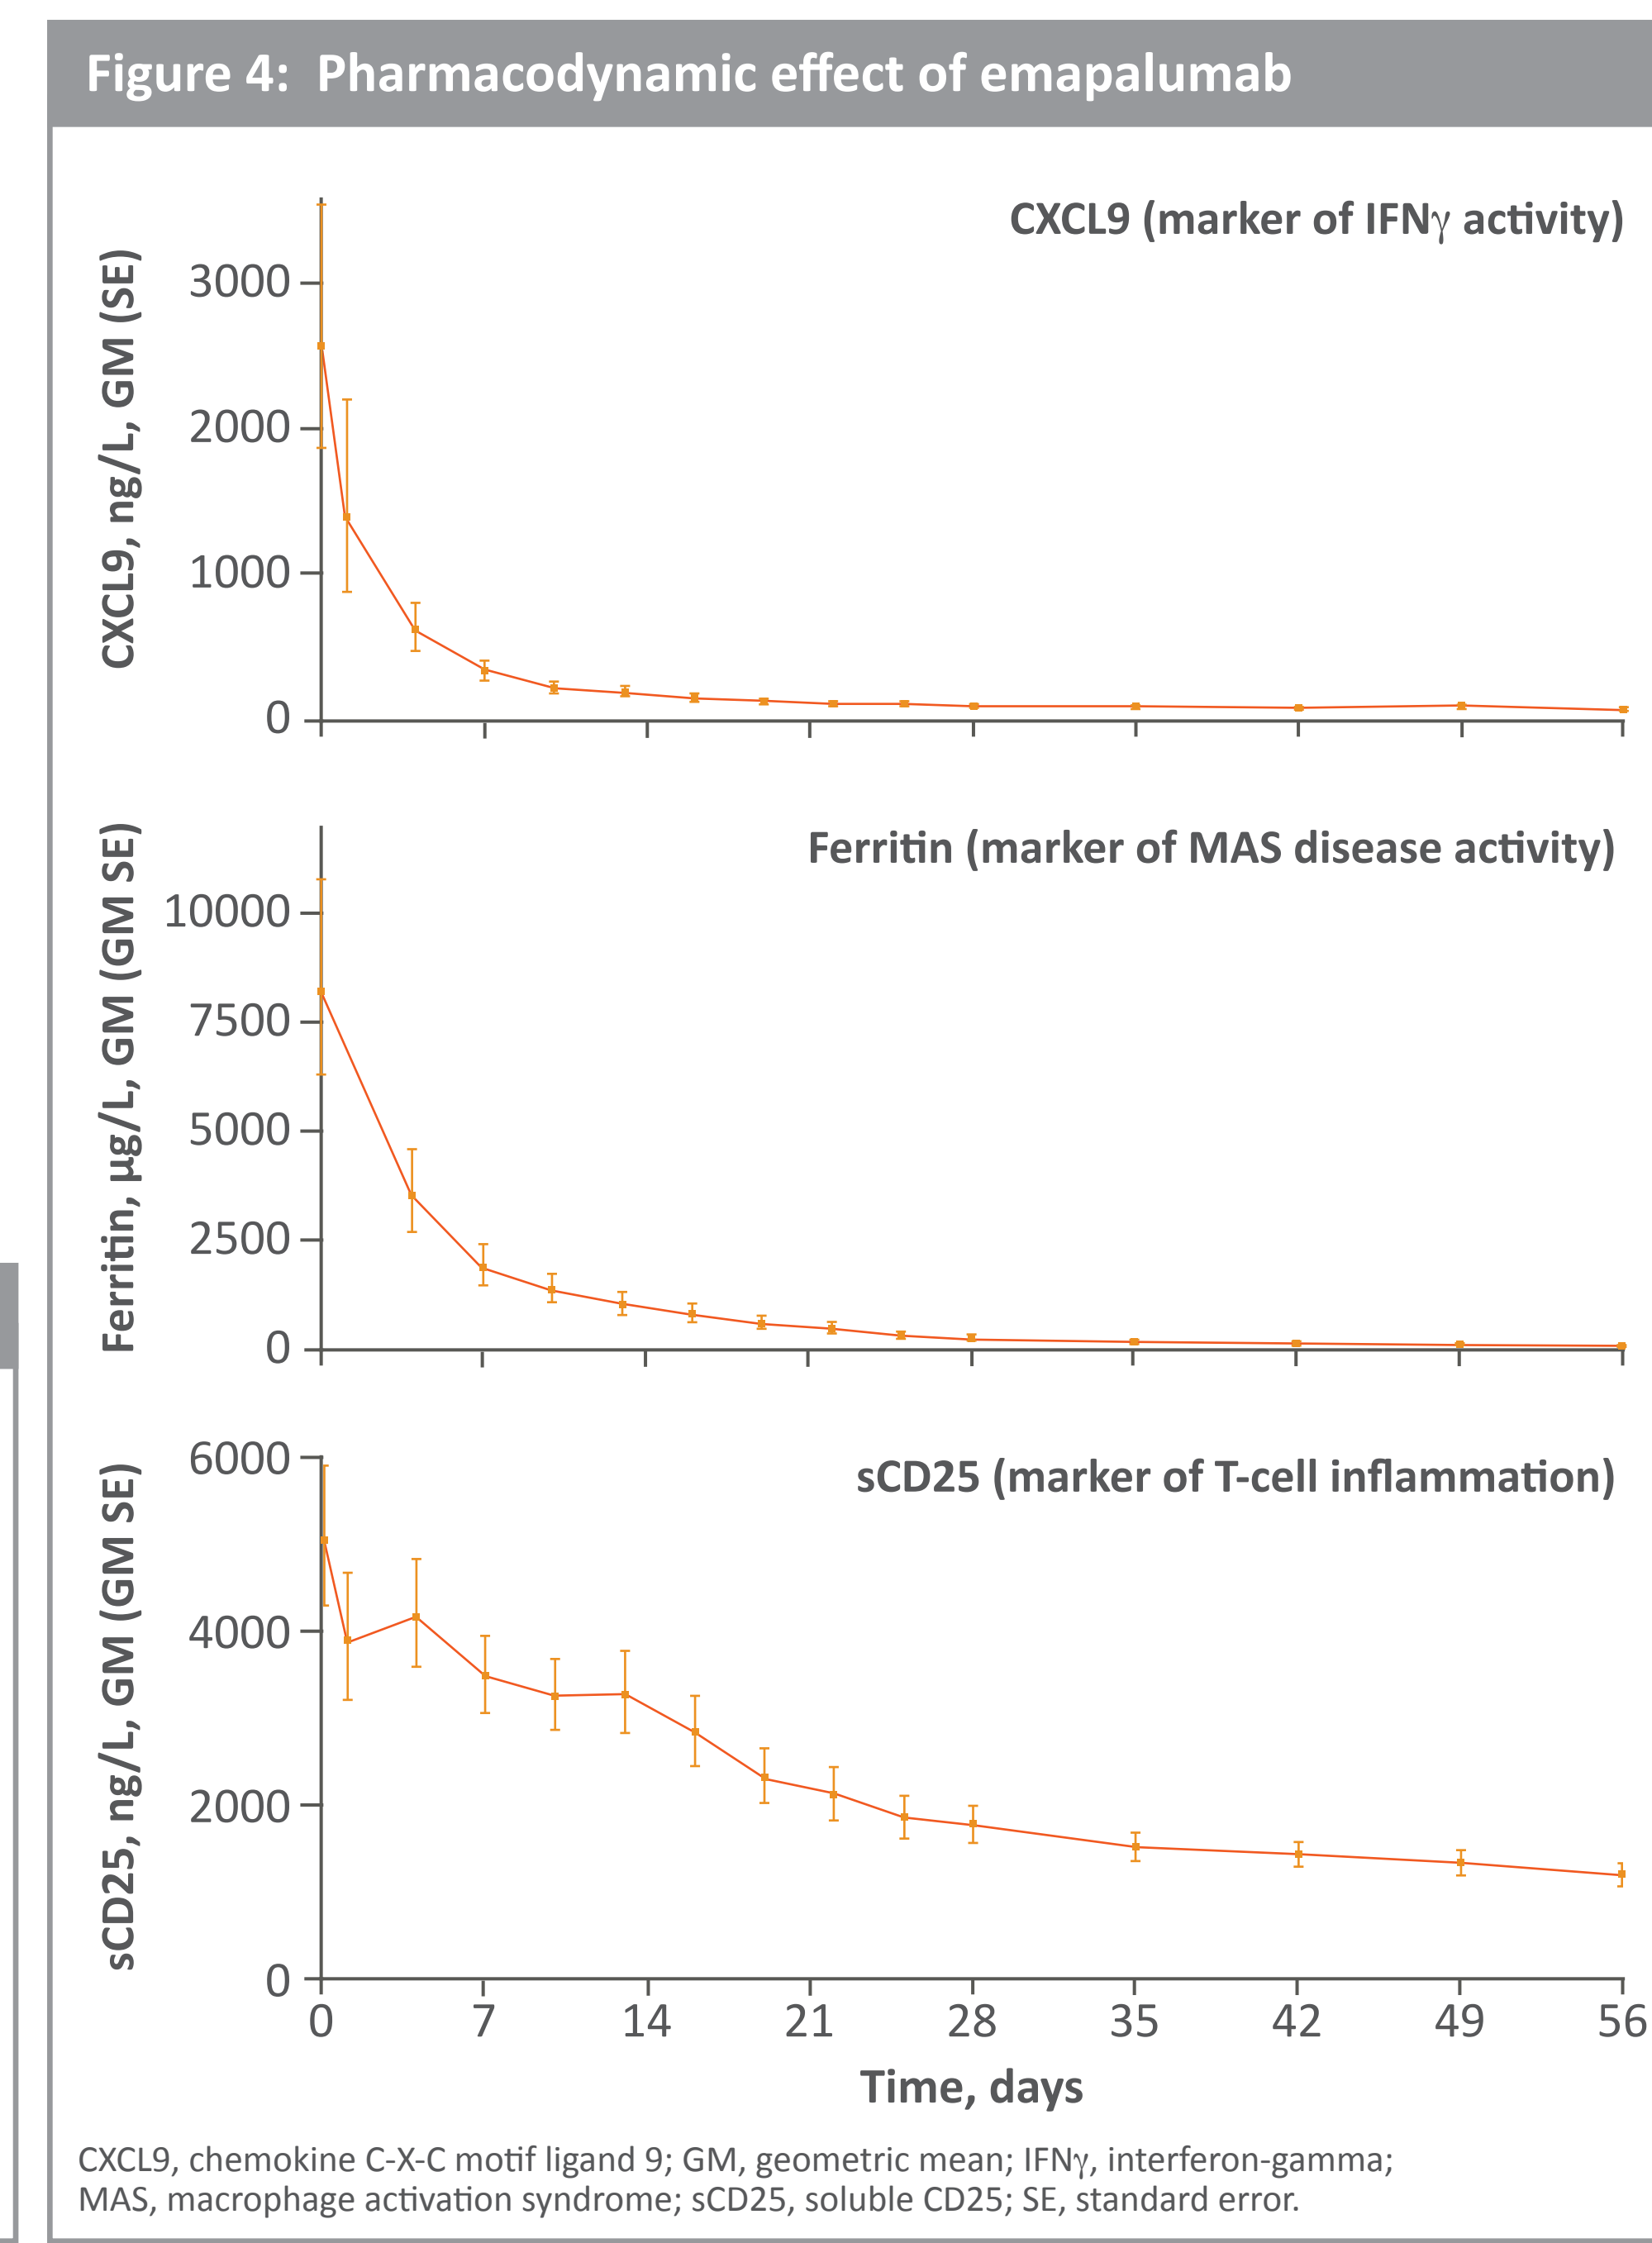 Figure 4: Pharmacodynamic effect of emapalumab
CXCL9 (marker of IFNγ activity)
CXCL9, ng/L, GM (SE)
3000
2000
1000
0
Ferritin (marker of MAS disease activity)
Ferritin, µg/L, GM (GM SE)
10000
7500
5000
2500
0
sCD25 (marker of T-cell inflammation)
sCD25, ng/L, GM (GM SE)
6000
4000
2000
0
0 7 14 21 28 35 42 49 56
Time, days
CXCL9, chemokine C-X-C motif ligand 9; GM, geometric mean; IFNγ, interferon-gamma;
MAS, macrophage activation syndrome; sCD25, soluble CD25; SE, standard error.